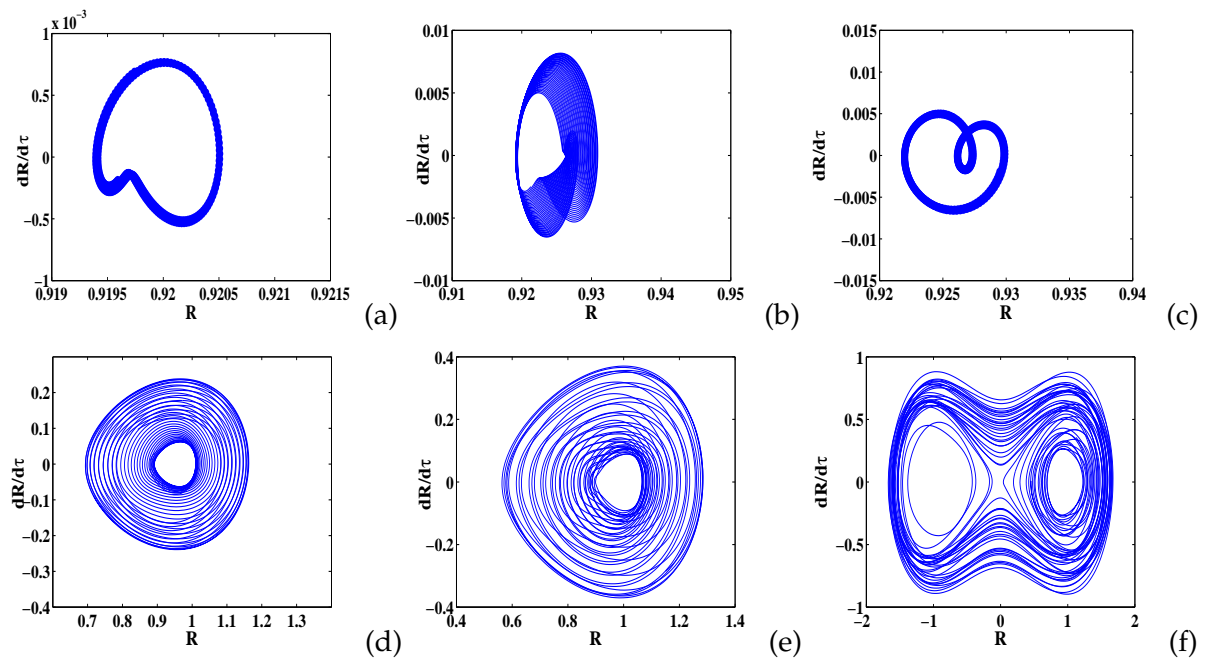 x 10⁻³
1
0.5
0
−0.5
−1
dR/dτ
0.919 0.9195 0.92 0.9205 0.921 0.9215
R
(a)
0.01
0.005
0
−0.005
−0.01
dR/dτ
0.91 0.92 0.93 0.94 0.95
R
(b)
0.015
0.01
0.005
0
−0.005
−0.01
−0.015
dR/dτ
0.92 0.925 0.93 0.935 0.94
R
(c)
0.2
0.1
0
−0.1
−0.2
−0.3
−0.4
dR/dτ
0.7 0.8 0.9 1 1.1 1.2 1.3
R
(d)
0.4
0.2
0
−0.2
−0.4
dR/dτ
0.4 0.6 0.8 1 1.2 1.4
R
(e)
1
0.5
0
−0.5
−1
dR/dτ
−2 −1 0 1 2
R
(f)